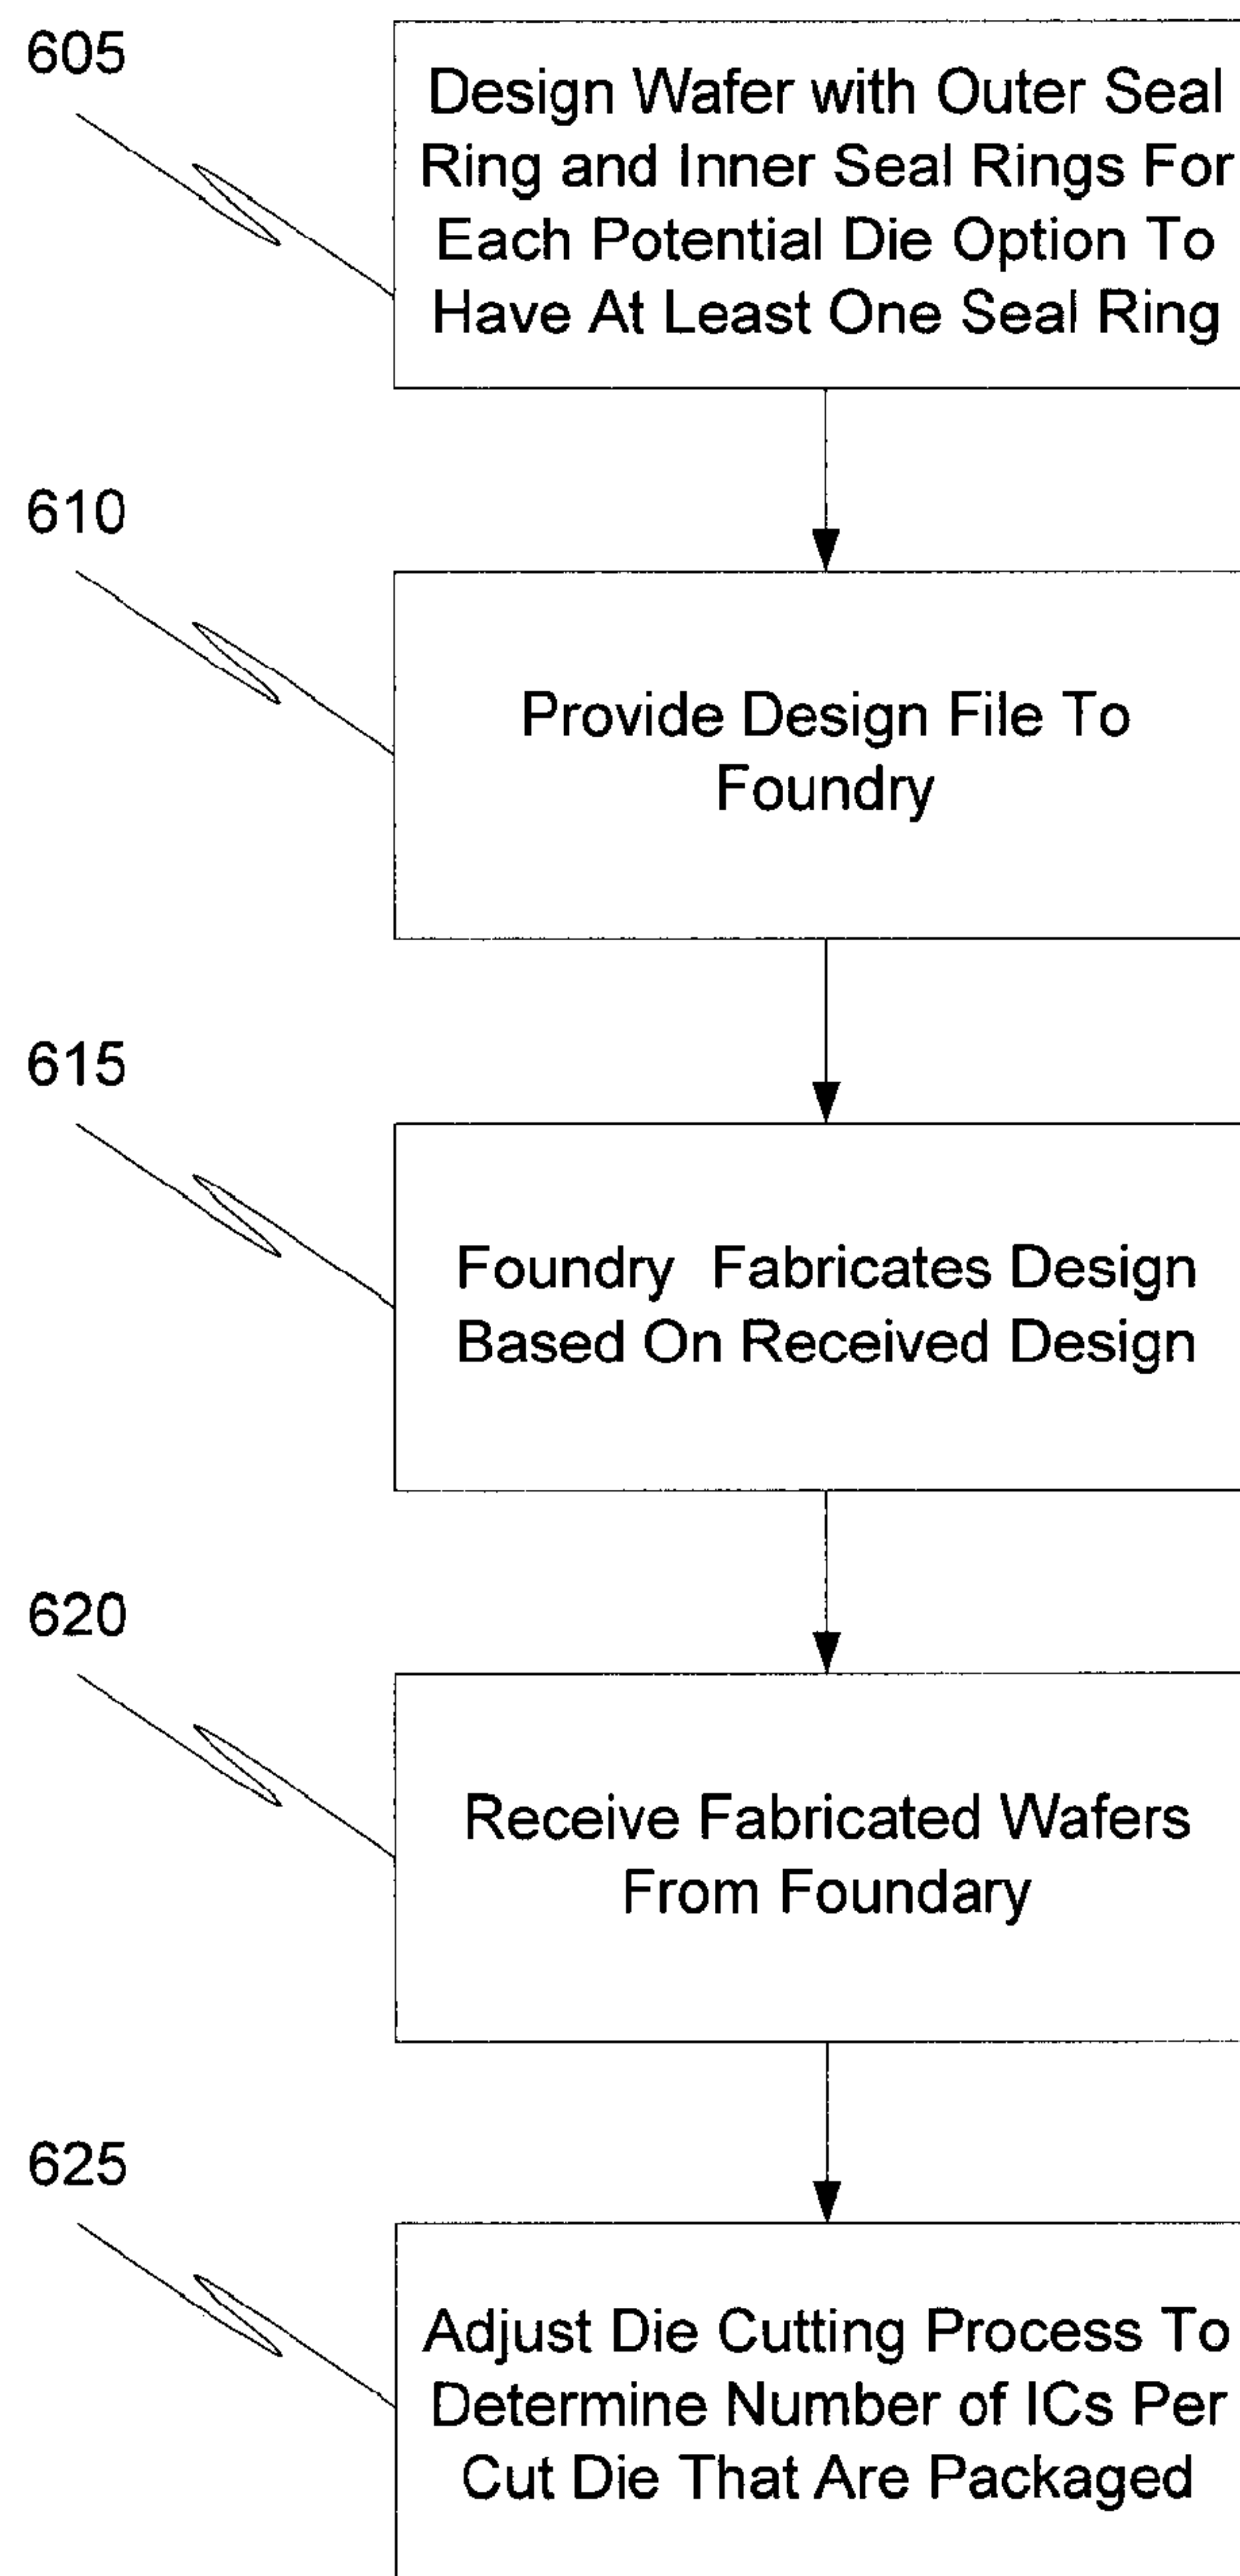 605
Design Wafer with Outer Seal
Ring and Inner Seal Rings For
Each Potential Die Option To
Have At Least One Seal Ring
610
Provide Design File To
Foundry
615
Foundry Fabricates Design
Based On Received Design
620
Receive Fabricated Wafers
From Foundary
625
Adjust Die Cutting Process To
Determine Number of ICs Per
Cut Die That Are Packaged